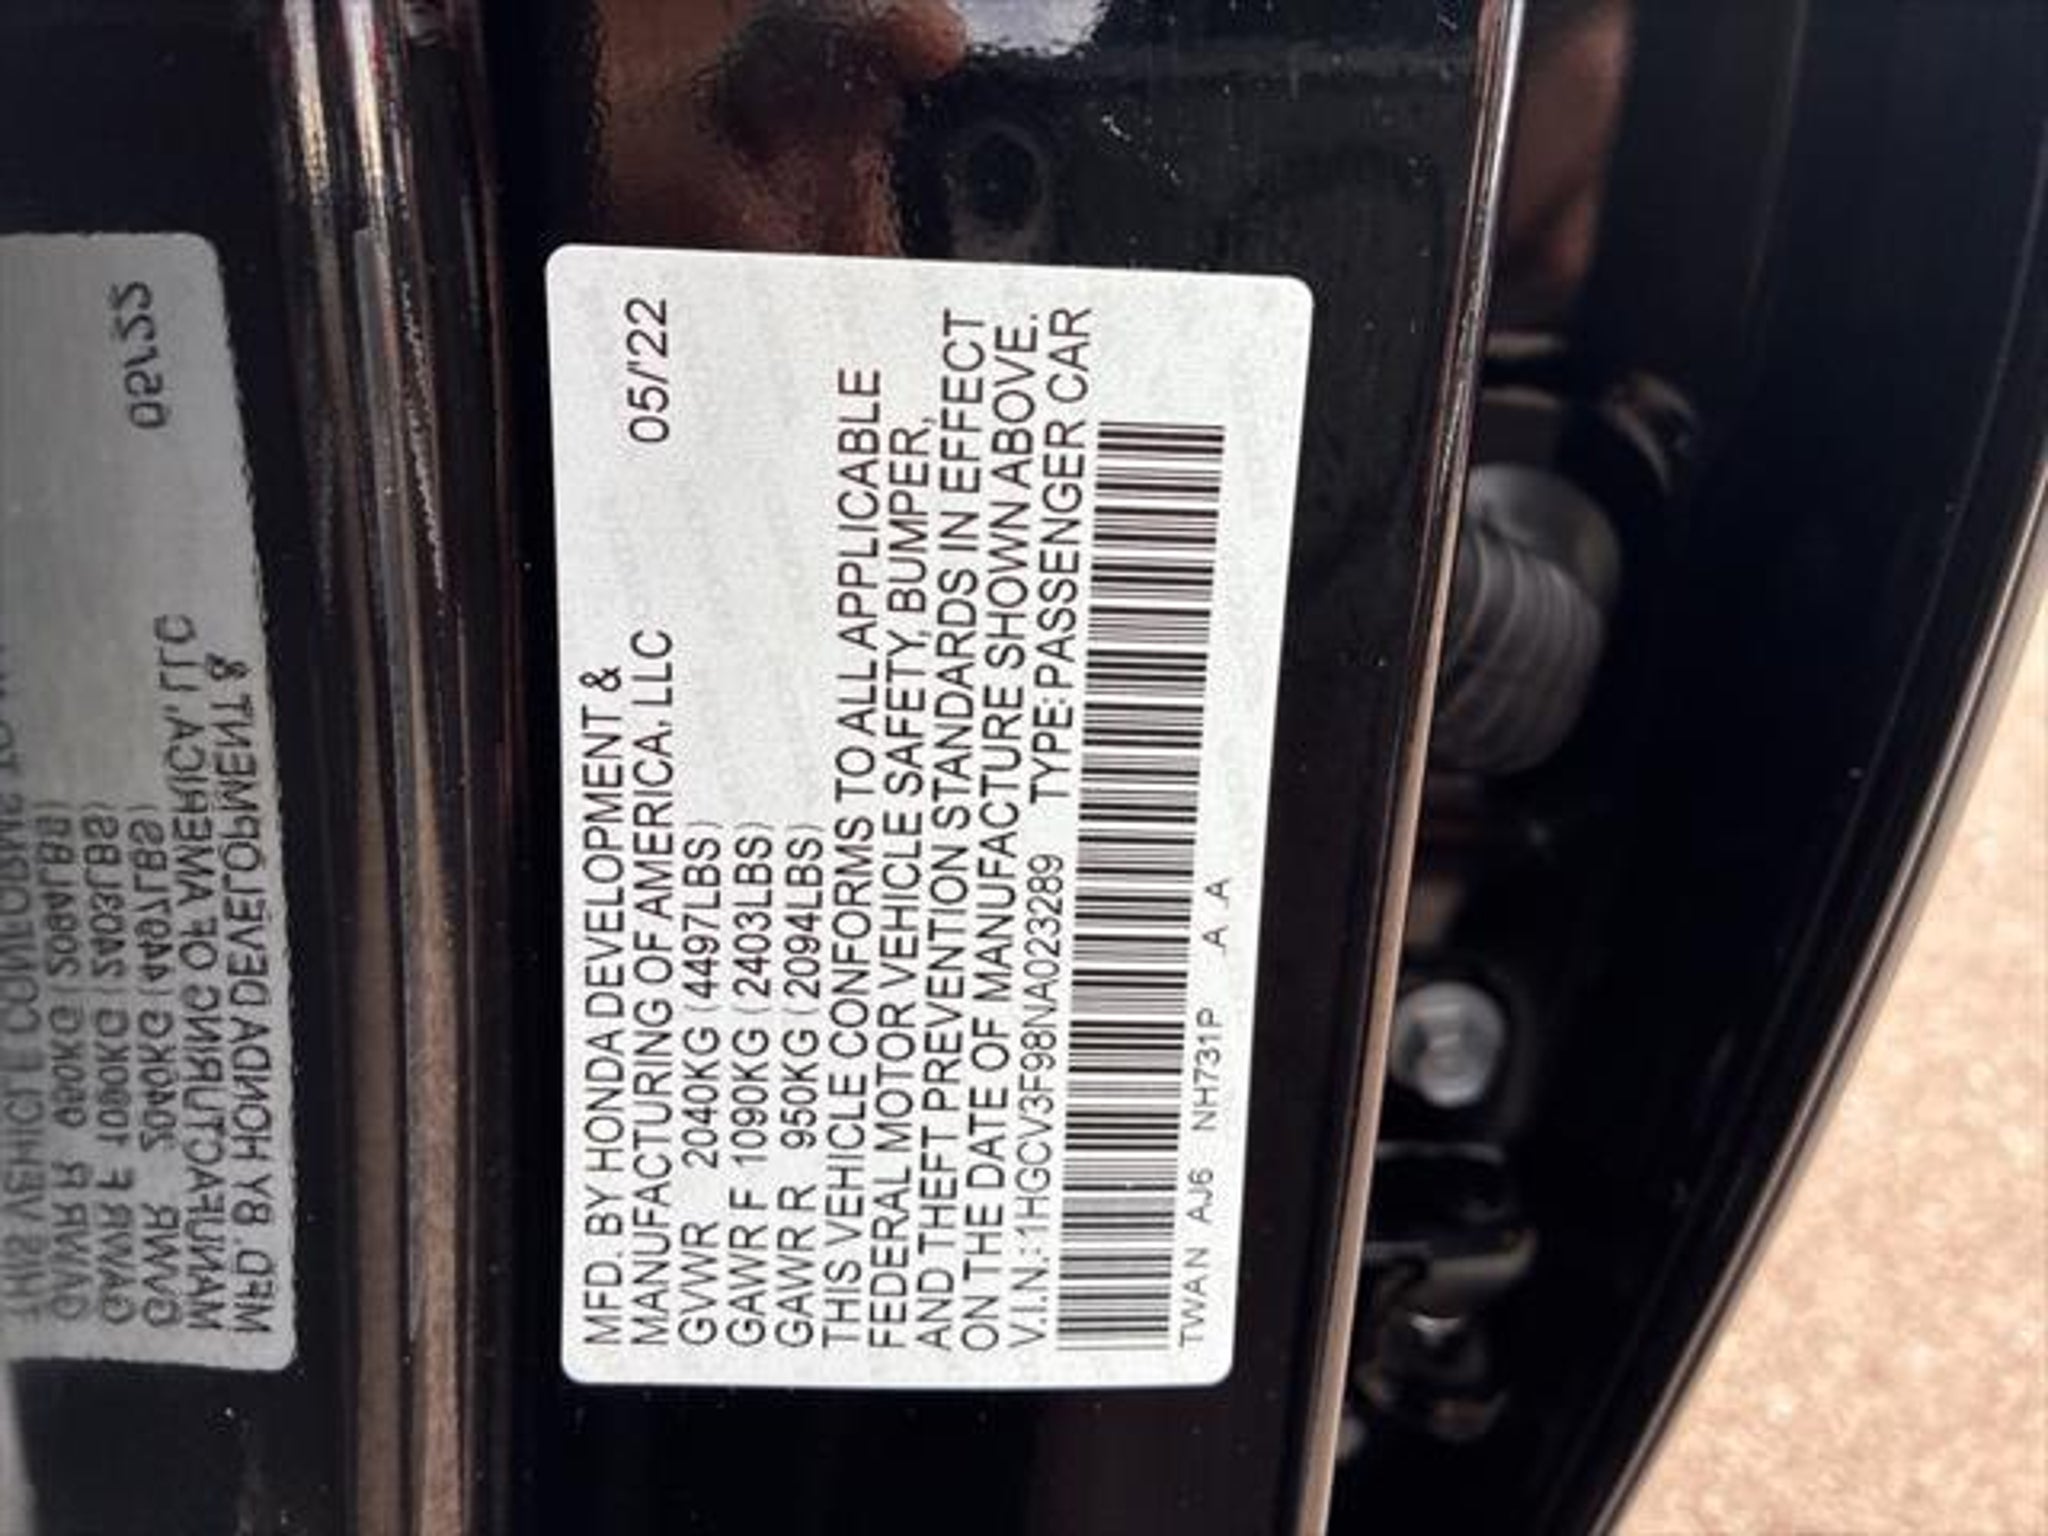 MFD. BY HONDA DEVELOPMENT &
MANUFACTURING OF AMERICA, LLC 05/'22
GVWR 2040KG (4497LBS)
GAWR F 1090KG (2403LBS)
GAWR R 950KG (2094LBS)
THIS VEHICLE CONFORMS TO ALL APPLICABLE
FEDERAL MOTOR VEHICLE SAFETY, BUMPER,
AND THEFT PREVENTION STANDARDS IN EFFECT
ON THE DATE OF MANUFACTURE SHOWN ABOVE.
V.I.N.: 1HGCV3F98NA023289 TYPE: PASSENGER CAR
TWAN AJ6 NH731P A A